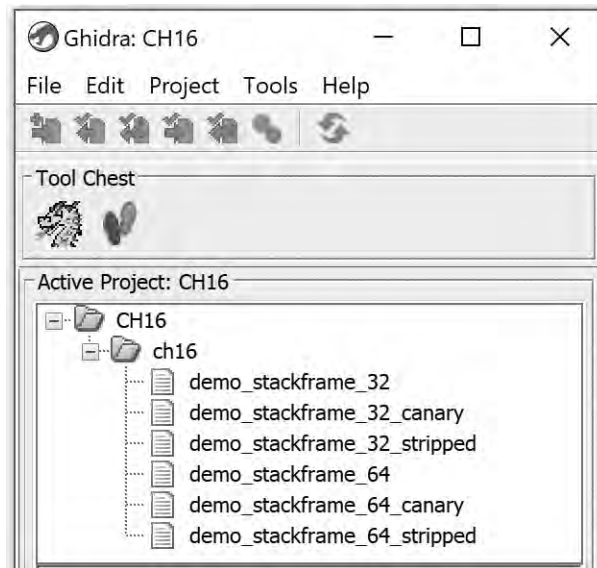 Ghidra: CH16
File Edit Project Tools Help
Tool Chest
Active Project: CH16
CH16
ch16
demo_stackframe_32
demo_stackframe_32_canary
demo_stackframe_32_stripped
demo_stackframe_64
demo_stackframe_64_canary
demo_stackframe_64_stripped